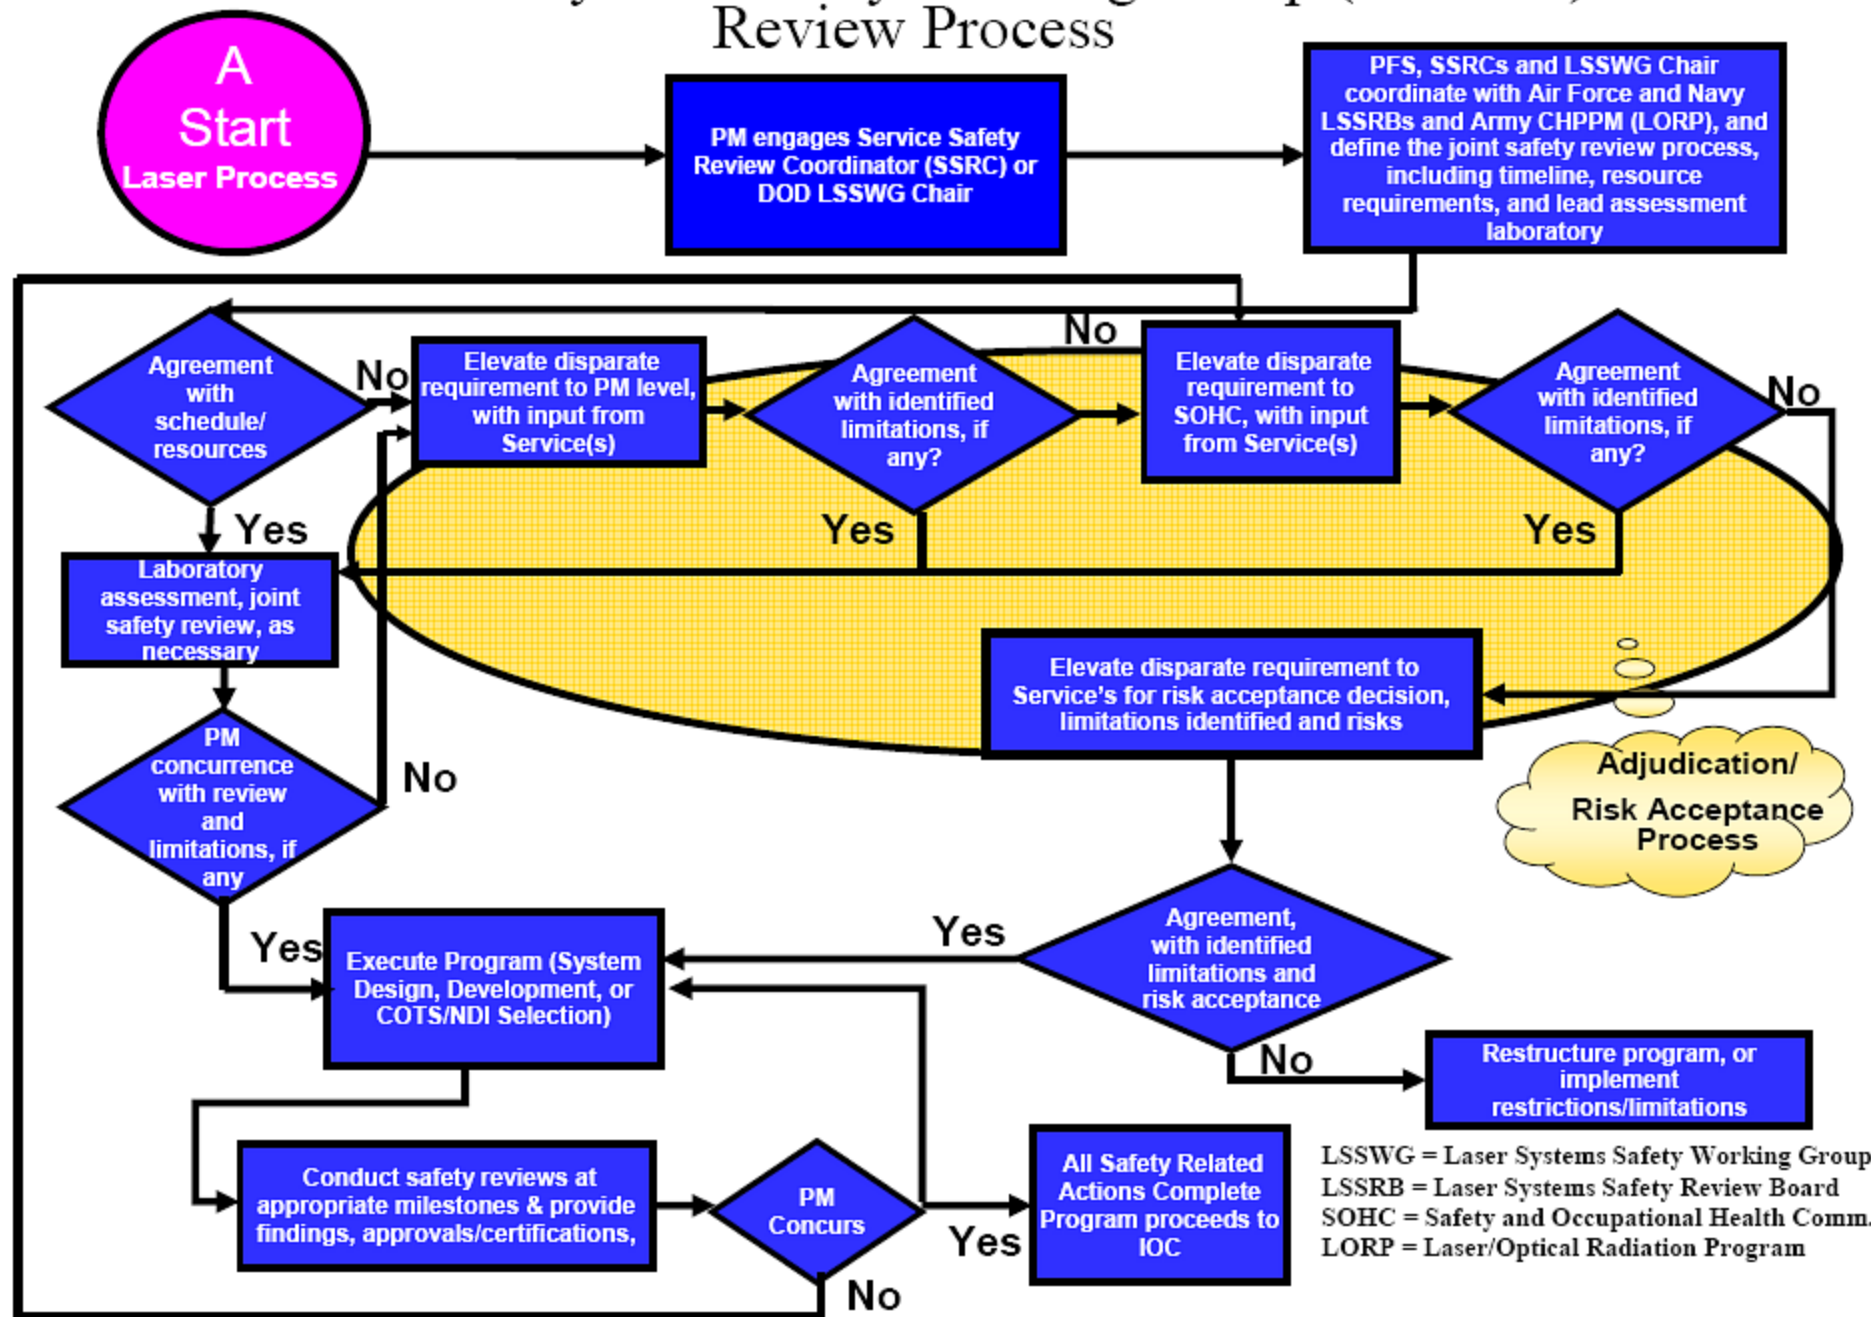 Review Process
A
Start
Laser Process
PM engages Service Safety
Review Coordinator (SSRC) or
DOD LSSWG Chair
PFS, SSRCs and LSSWG Chair
coordinate with Air Force and Navy
LSSRBs and Army CHPPM (LORP), and
define the joint safety review process,
including timeline, resource
requirements, and lead assessment
laboratory
Agreement
with
schedule/
resources
No
Elevate disparate
requirement to PM level,
with input from
Service(s)
Agreement
with identified
limitations, if
any?
No
Elevate disparate
requirement to
SOHC, with input
from Service(s)
Agreement
with identified
limitations, if
any?
No
Yes
Yes
Yes
Laboratory
assessment, joint
safety review, as
necessary
Elevate disparate requirement to
Service's for risk acceptance decision,
limitations identified and risks
Adjudication/
Risk Acceptance
Process
PM
concurrence
with review
and
limitations, if
any
No
Yes
Execute Program (System
Design, Development, or
COTS/NDI Selection)
Yes
Agreement,
with identified
limitations and
risk acceptance
No
Restructure program, or
implement
restrictions/limitations
Conduct safety reviews at
appropriate milestones & provide
findings, approvals/certifications,
PM
Concurs
Yes
No
All Safety Related
Actions Complete
Program proceeds to
IOC
LSSWG = Laser Systems Safety Working Group
LSSRB = Laser Systems Safety Review Board
SOHC = Safety and Occupational Health Comm.
LORP = Laser/Optical Radiation Program